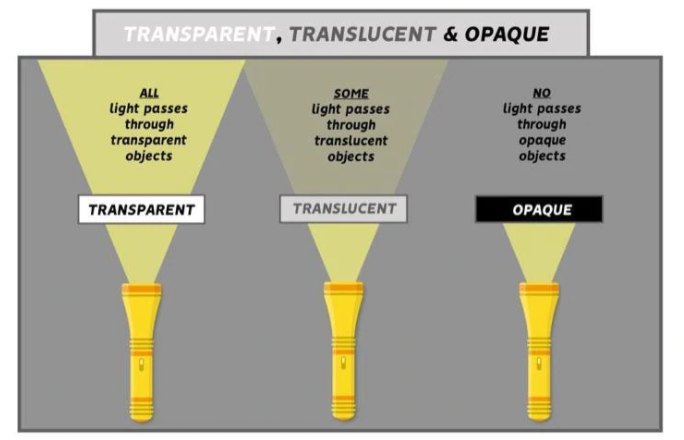 TRANSPARENT, TRANSLUCENT & OPAQUE
ALL
light passes
through
transparent
objects
SOME
light passes
through
translucent
objects
NO
light passes
through
opaque
objects
TRANSPARENT
TRANSLUCENT
OPAQUE